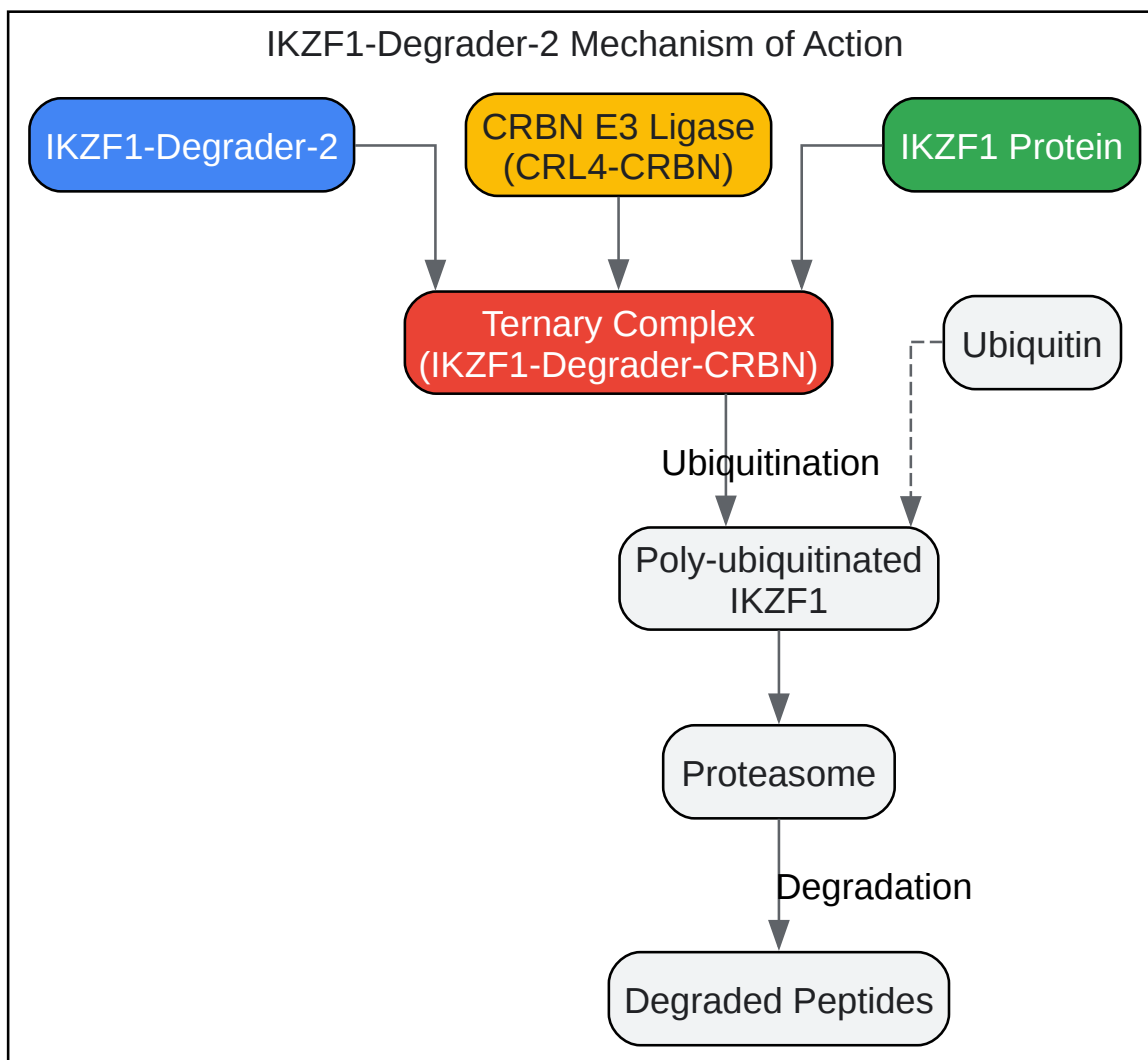 IKZF1-Degrader-2 Mechanism of Action
IKZF1-Degrader-2
CRBN E3 Ligase
(CRL4-CRBN)
IKZF1 Protein
Ternary Complex
(IKZF1-Degrader-CRBN)
Ubiquitin
Ubiquitination
Poly-ubiquitinated
IKZF1
Proteasome
Degradation
Degraded Peptides